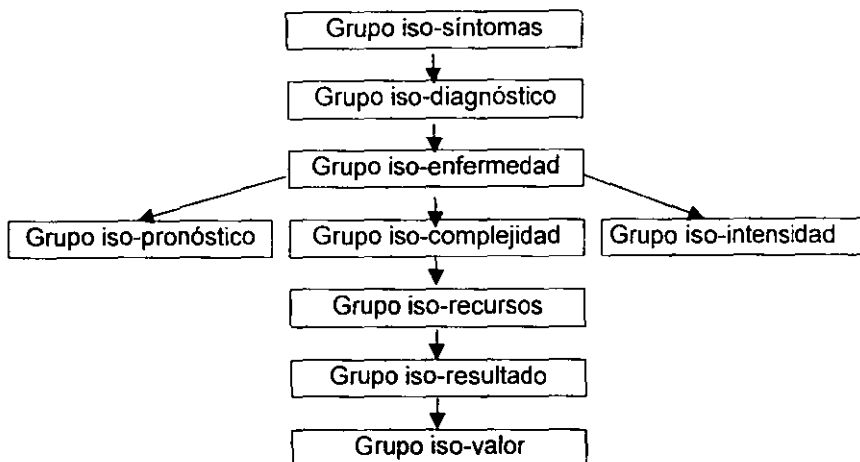 Grupo iso-síntomas
Grupo iso-diagnóstico
Grupo iso-enfermedad
Grupo iso-pronóstico
Grupo iso-complejidad
Grupo iso-intensidad
Grupo iso-recursos
Grupo iso-resultado
Grupo iso-valor